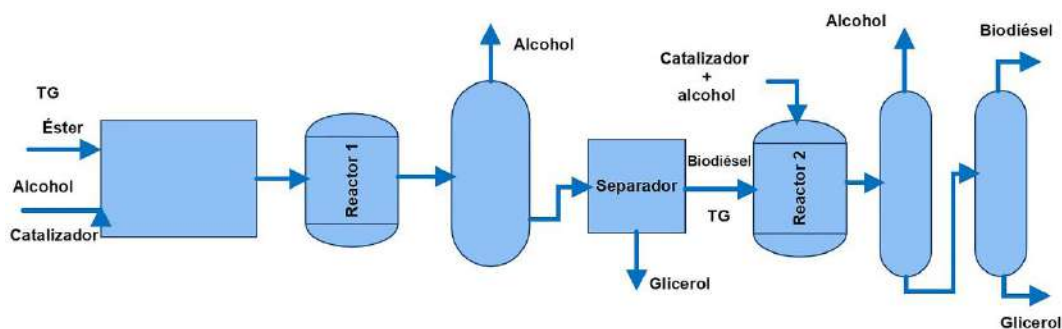 TG
Éster
Alcohol
Catalizador
Reactor 1
Alcohol
Separador
Glicerol
Biodiésel
TG
Catalizador
+
alcohol
Reactor 2
Alcohol
Biodiésel
Glicerol